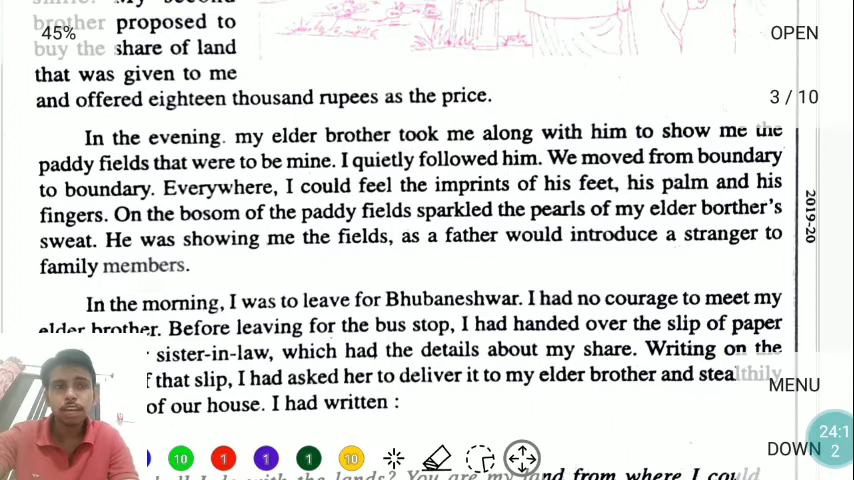 brother proposed to
45%
OPEN
buy the share of land
that was given to me
and offered eighteen thousand rupees as the price.
3 / 10
In the evening. my elder brother took me along with him to show me the
paddy fields that were to be mine. I quietly followed him. We moved from boundary
to boundary. Everywhere, I could feel the imprints of his feet, his palm and his
fingers. On the bosom of the paddy fields sparkled the pearls of my elder borther's
sweat. He was showing me the fields, as a father would introduce a stranger to
family members.
2019-20
In the morning, I was to leave for Bhubaneshwar. I had no courage to meet my
elder brother. Before leaving for the bus stop, I had handed over the slip of paper
sister-in-law, which had the details about my share. Writing on the
that slip, I had asked her to deliver it to my elder brother and stealthily
MENU
of our house. I had written :
24:1
2
DOWN
10 1 1 1 10
I do with the lands? You are my land from where I could